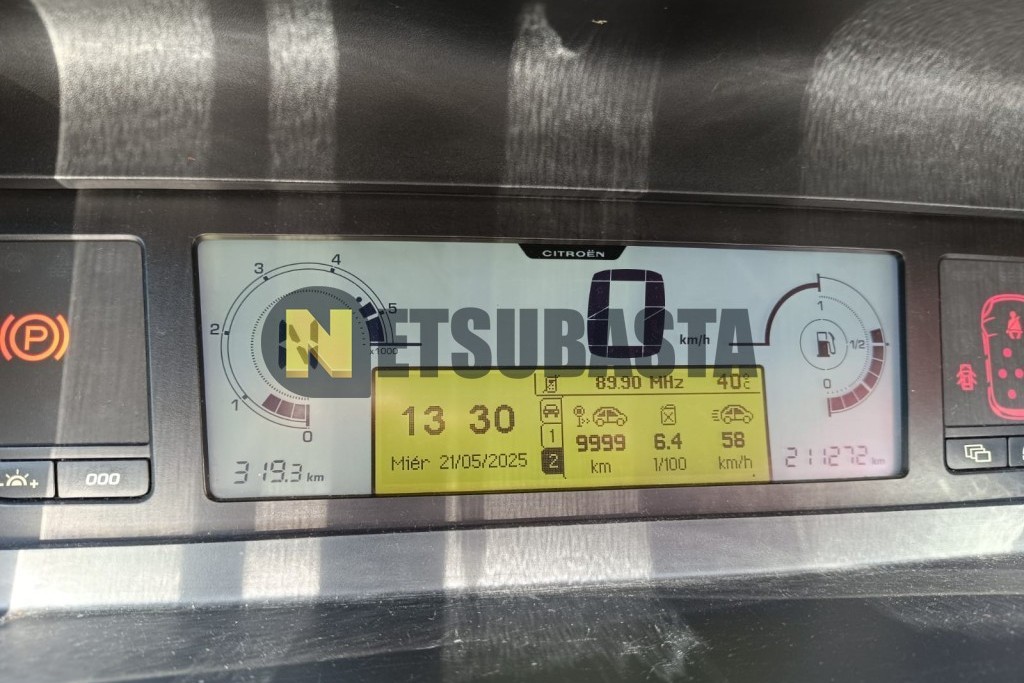 CITROËN
4
3
5
2
x1000
1
0
0
km/h
1
1/2
0
NETSUBASTA
89.90 MHz
40°C
13 30
1
2
9999
6.4
58
Miér 21/05/2025
km
1/100
km/h
319.3 km
211272 km
P
000